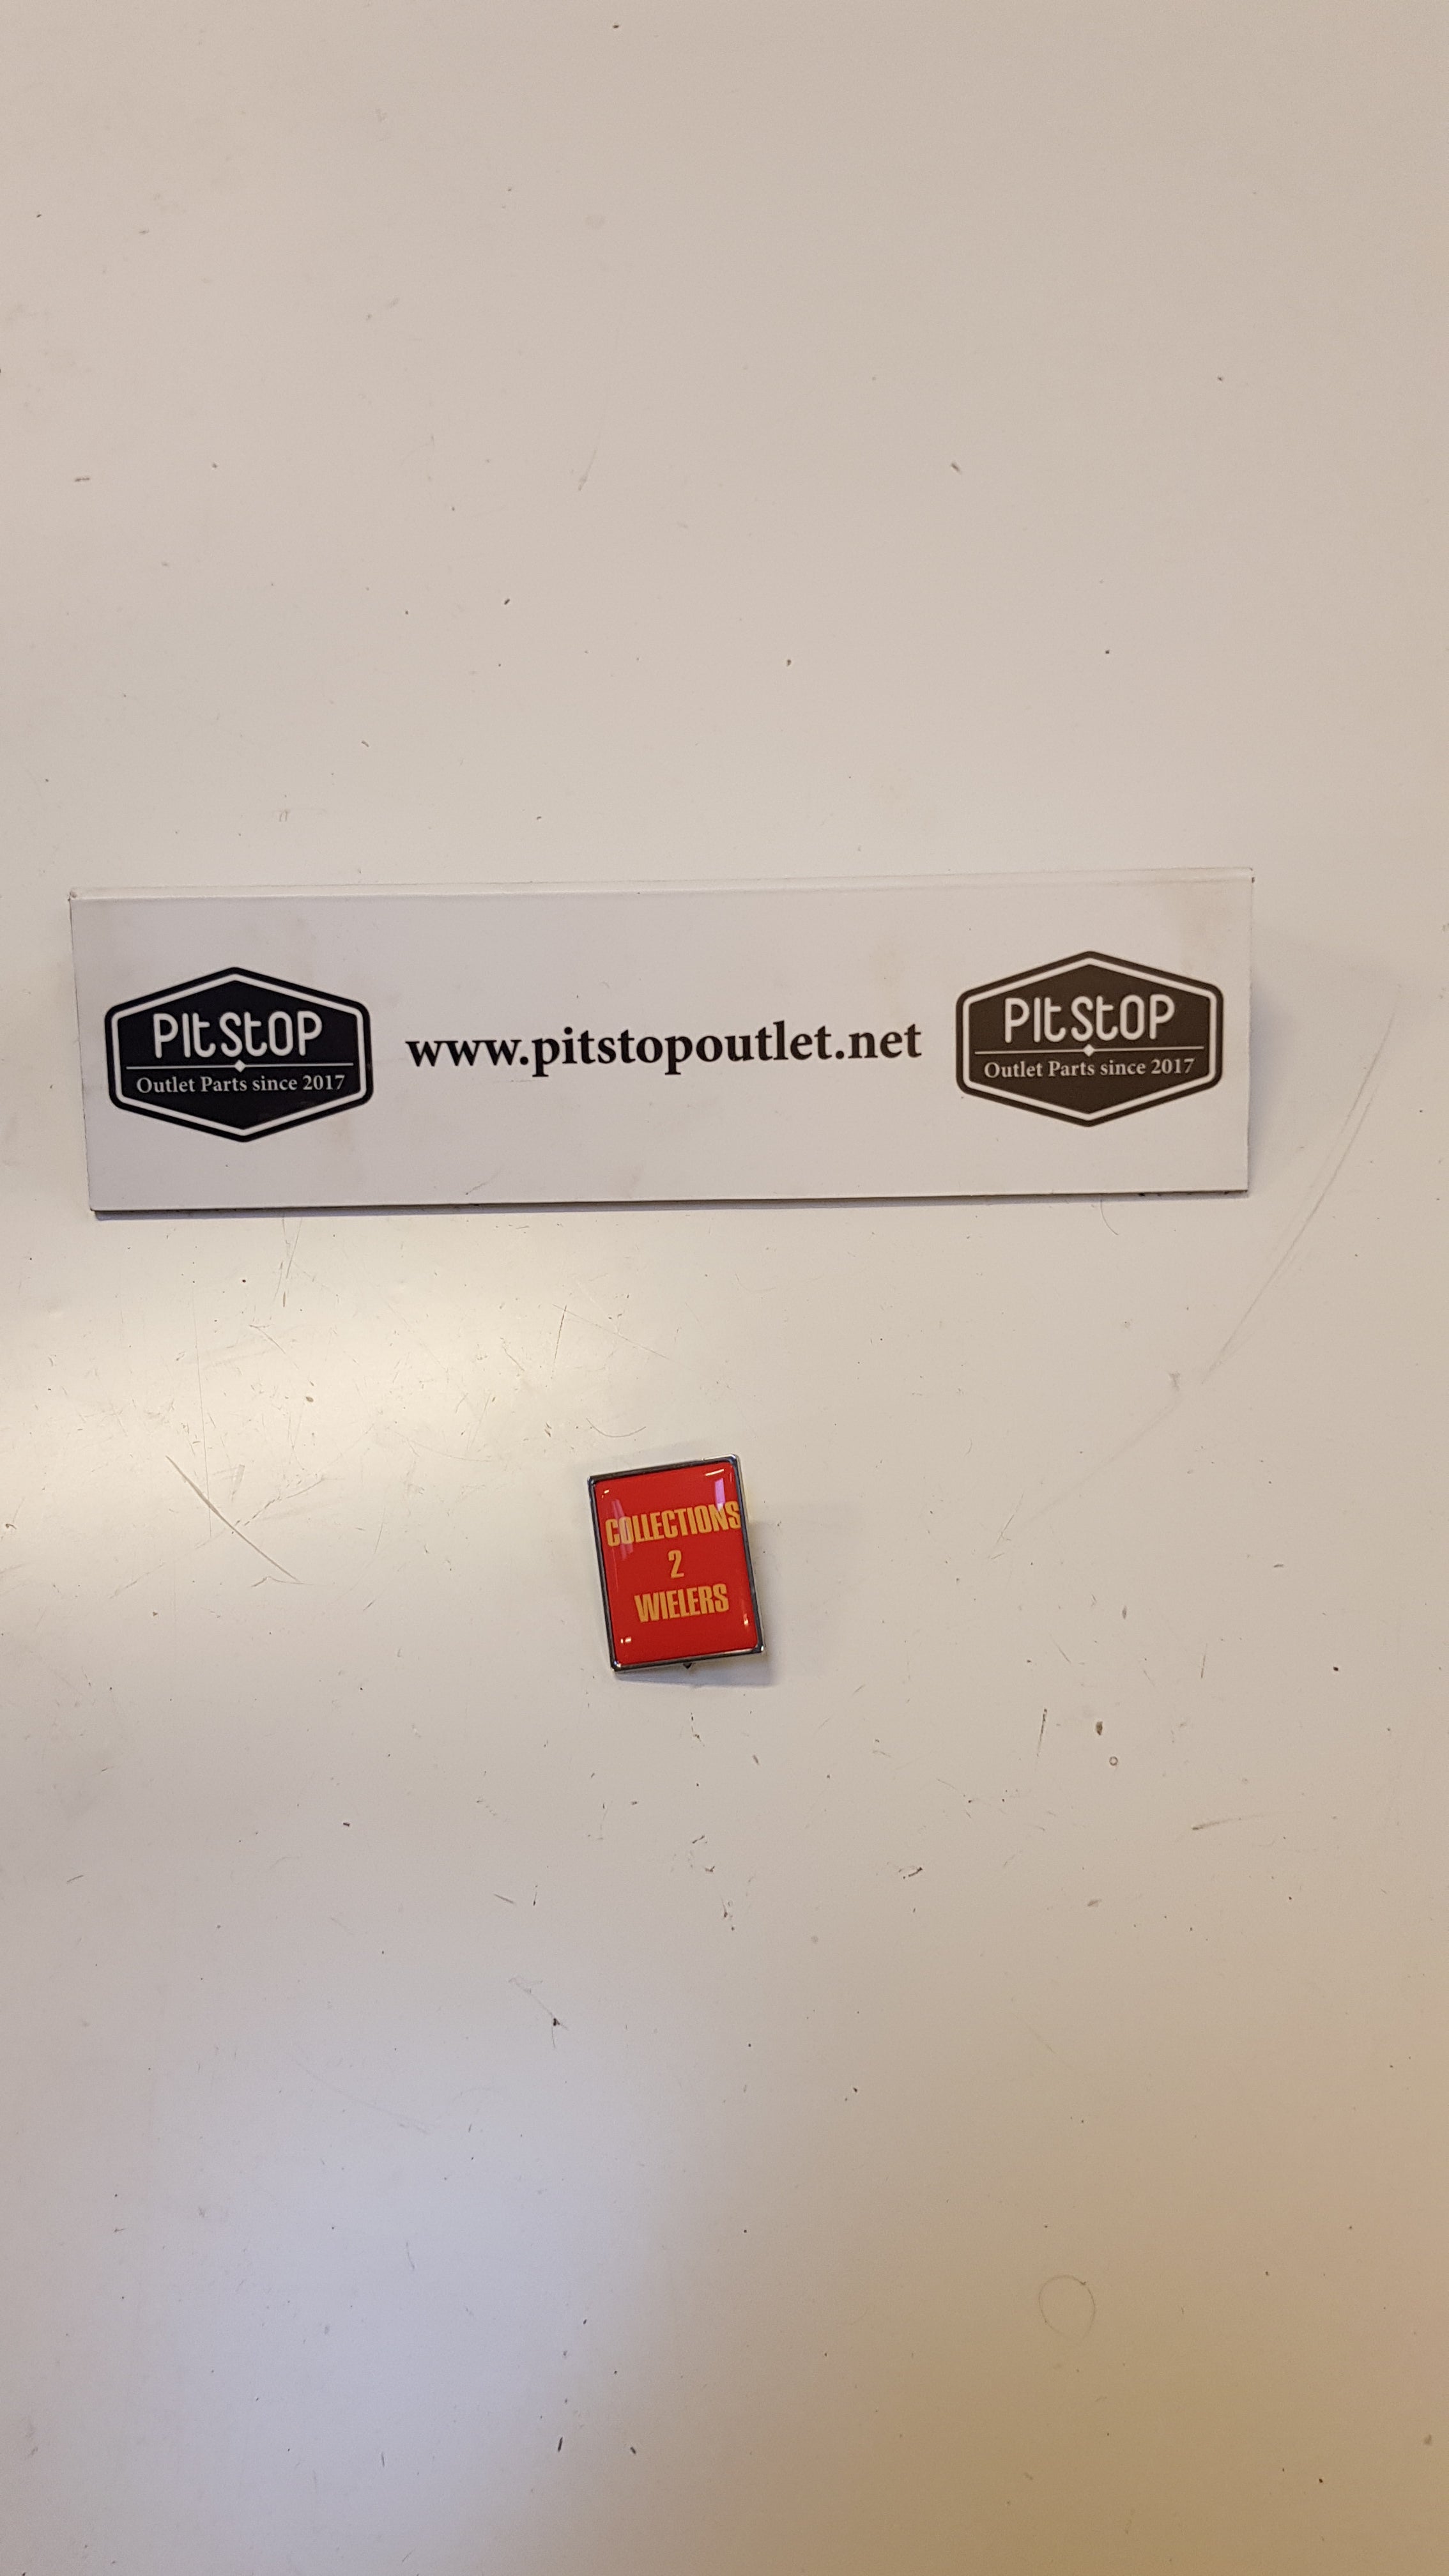 PitStop
Outlet Parts since 2017
www.pitstopoutlet.net
PitStop
Outlet Parts since 2017
COLLECTIONS
2
WIELERS